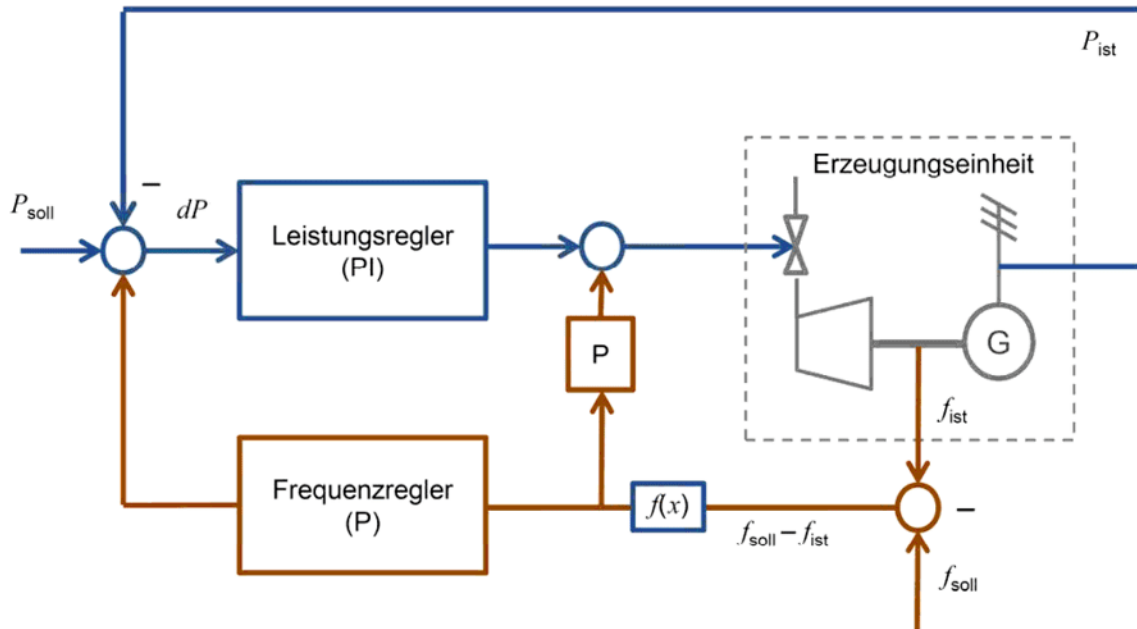 P_ist
Erzeugungseinheit
–
P_soll
dP
Leistungsregler
(PI)
P
G
f_ist
Frequenzregler
(P)
f(x)
–
f_soll – f_ist
f_soll